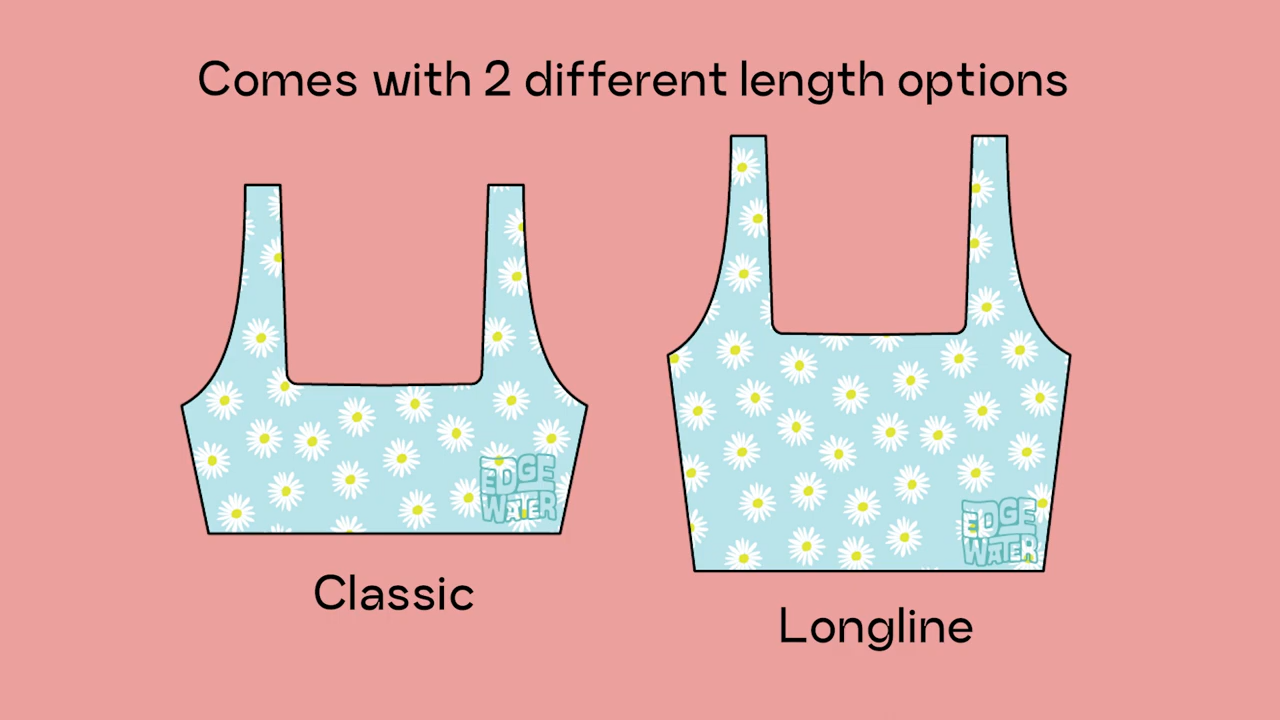 Comes with 2 different length options
EDGE
WATER
EDGE
WATER
Classic
Longline